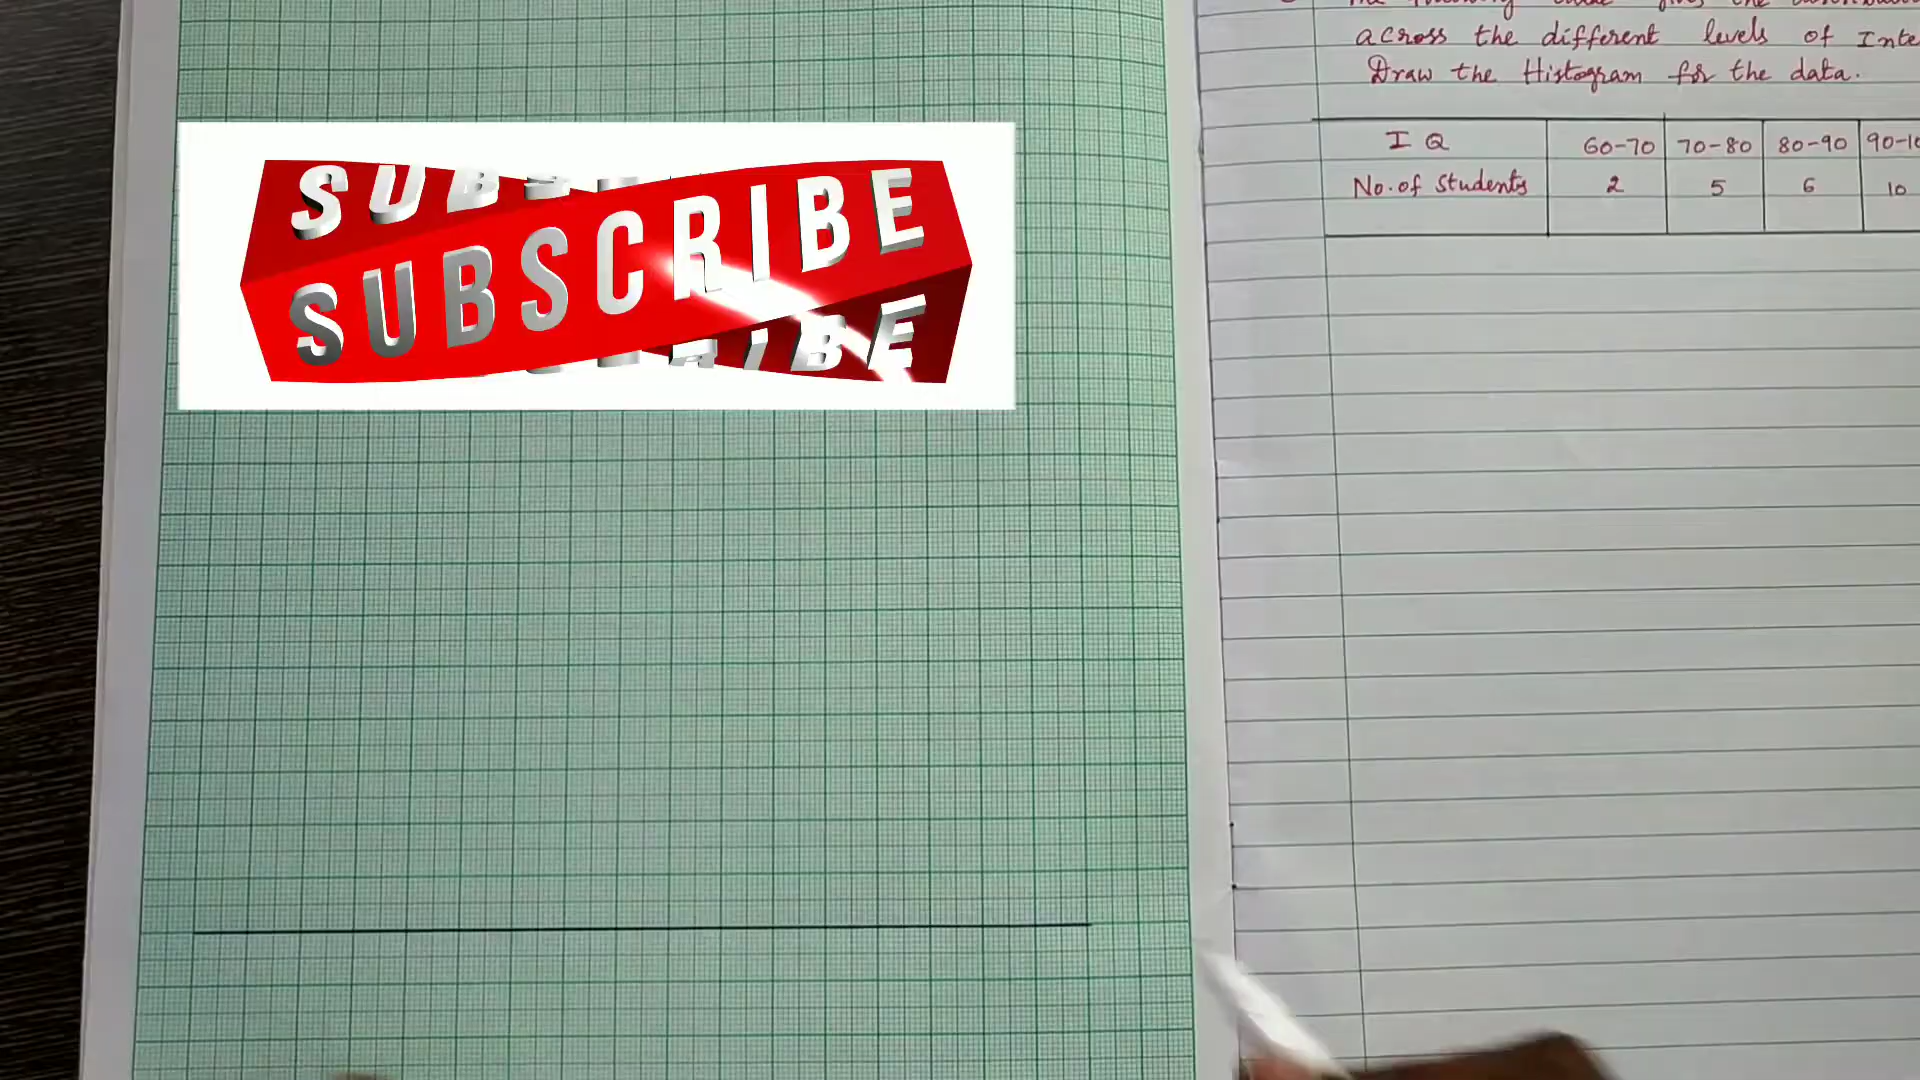 SUBSCRIBE
across the different levels of
Draw the Histogram for the data.
I Q 60-70 70-80 80-90
No. of Students 2 5 6 10